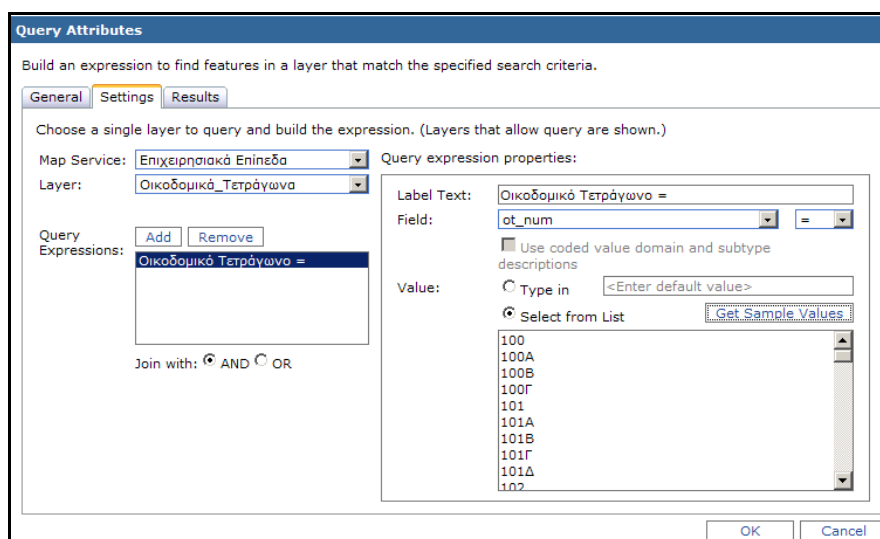 Query Attributes
Build an expression to find features in a layer that match the specified search criteria.
General Settings Results
Choose a single layer to query and build the expression. (Layers that allow query are shown.)
Map Service: Επιχειρησιακά Επίπεδα
Layer: Οικοδομικά_Τετράγωνα
Query Expressions: Add Remove
Οικοδομικό Τετράγωνο =
Join with: AND OR
Query expression properties:
Label Text: Οικοδομικό Τετράγωνο =
Field: ot_num =
Use coded value domain and subtype
descriptions
Value: Type in <Enter default value>
Select from List Get Sample Values
100
100Α
100Β
100Γ
101
101Α
101Β
101Γ
101Δ
102
OK Cancel